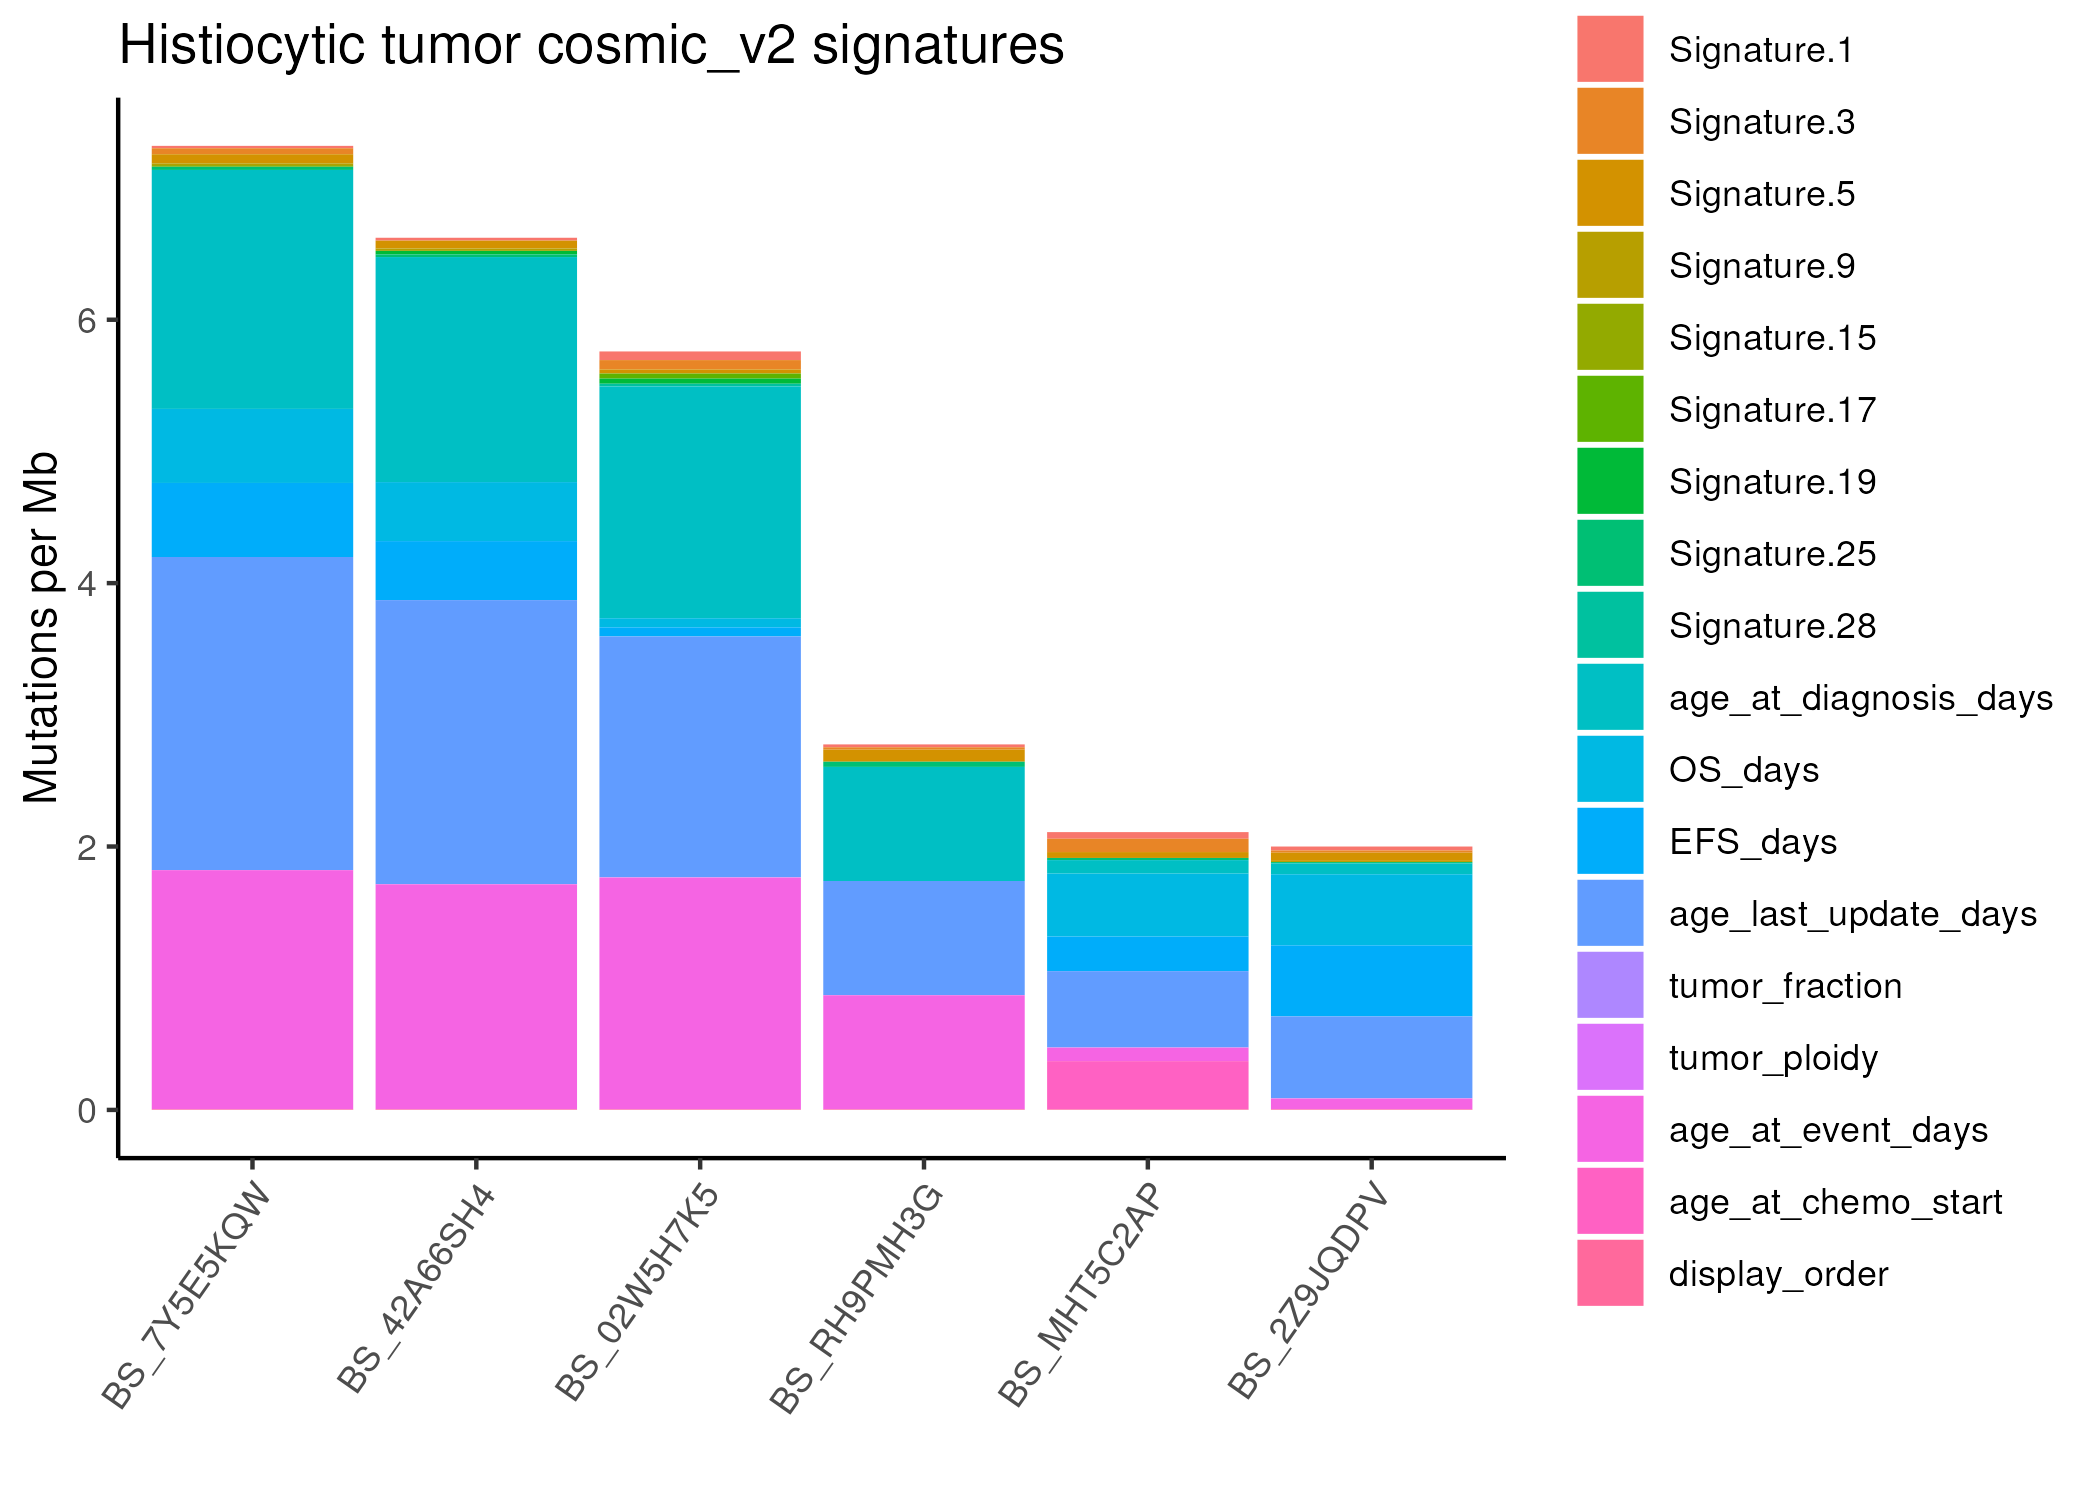 Histiocytic tumor cosmic_v2 signatures
Mutations per Mb
6
4
2
0
BS_7Y5E5KQW
BS_42A66SH4
BS_02W5H7K5
BS_RH9PMH3G
BS_MHT5C2AP
BS_2Z9JQDPV
Signature.1
Signature.3
Signature.5
Signature.9
Signature.15
Signature.17
Signature.19
Signature.25
Signature.28
age_at_diagnosis_days
OS_days
EFS_days
age_last_update_days
tumor_fraction
tumor_ploidy
age_at_event_days
age_at_chemo_start
display_order